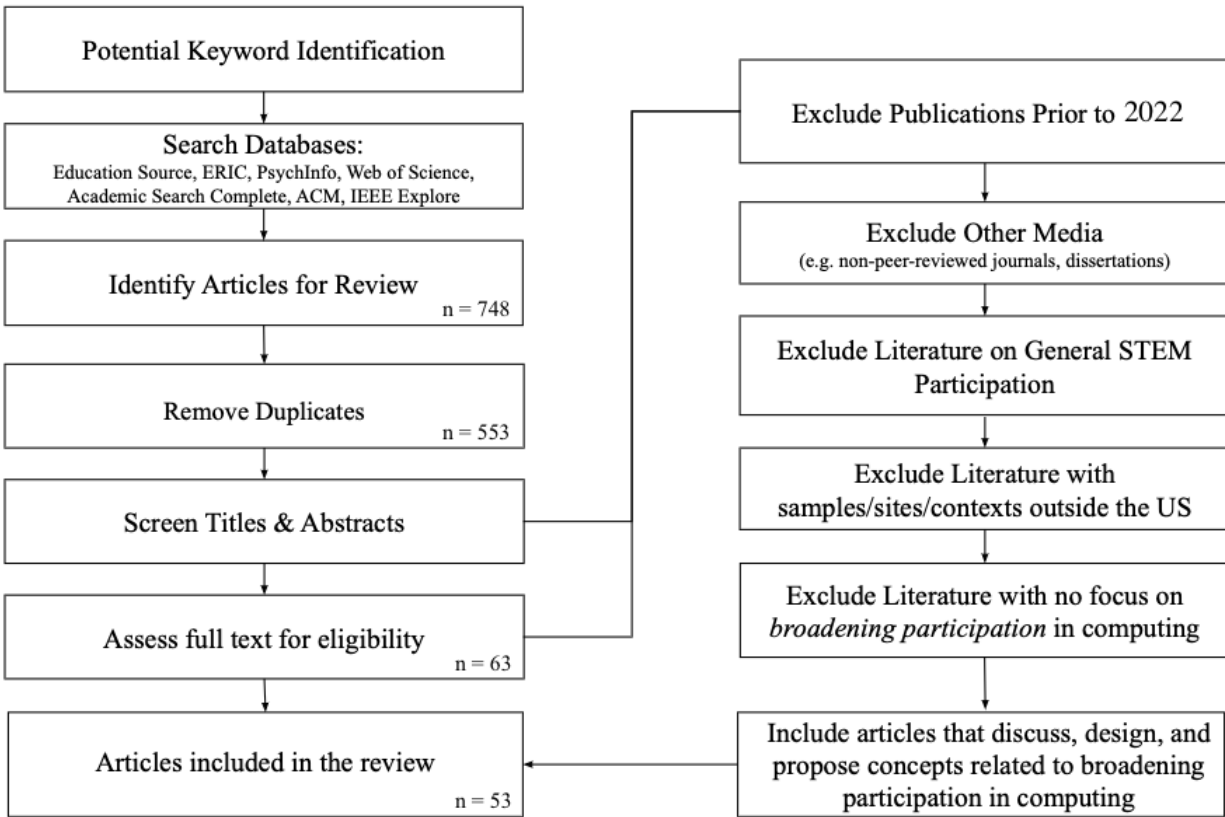 Potential Keyword Identification
Search Databases:
Education Source, ERIC, PsychInfo, Web of Science,
Academic Search Complete, ACM, IEEE Explore
Identify Articles for Review
n = 748
Remove Duplicates
n = 553
Screen Titles & Abstracts
Assess full text for eligibility
n = 63
Articles included in the review
n = 53
Exclude Publications Prior to 2022
Exclude Other Media
(e.g. non-peer-reviewed journals, dissertations)
Exclude Literature on General STEM
Participation
Exclude Literature with
samples/sites/contexts outside the US
Exclude Literature with no focus on
broadening participation in computing
Include articles that discuss, design, and
propose concepts related to broadening
participation in computing